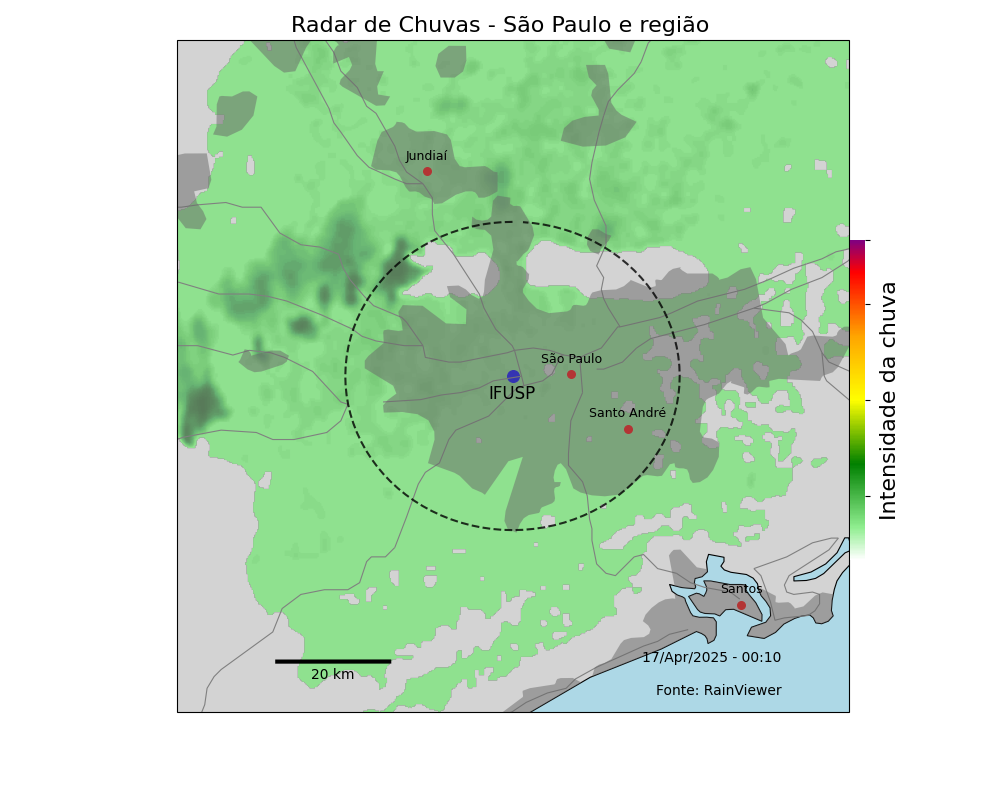 Radar de Chuvas - São Paulo e região
Jundiaí
São Paulo
IFUSP
Santo André
Santos
17/Apr/2025 - 00:10
20 km
Fonte: RainViewer
Intensidade da chuva